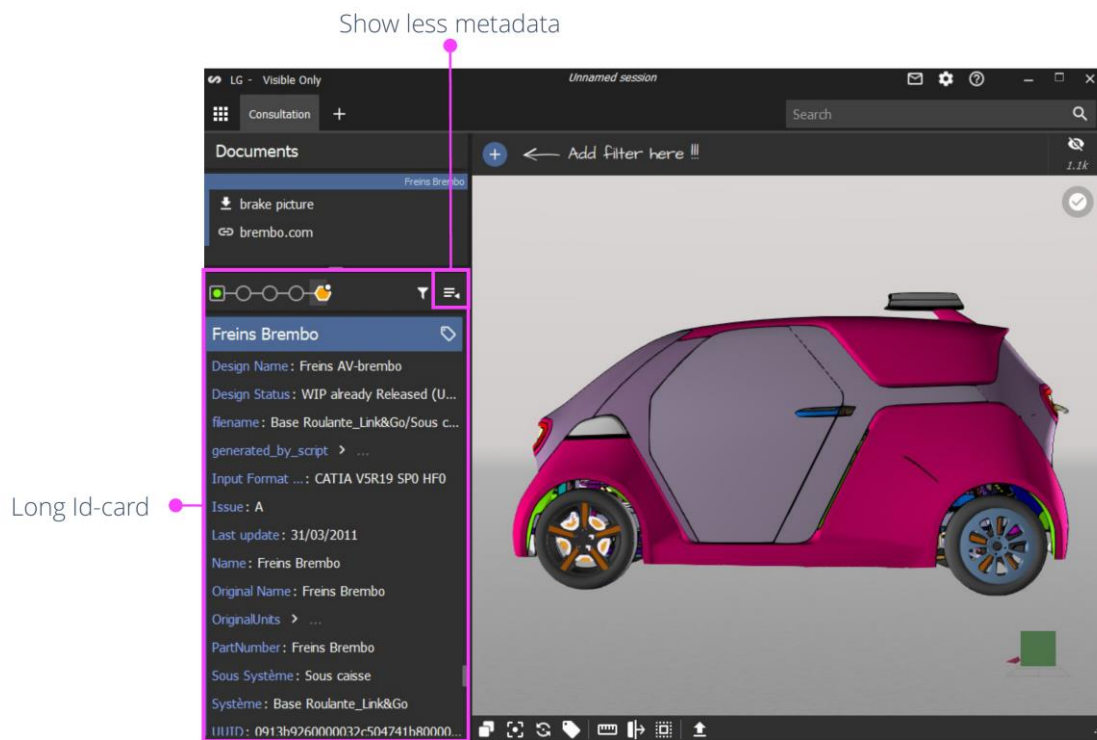 Show less metadata
LG - Visible Only
Unnamed session
Consultation
Search
Documents
Add filter here !!!
1.1k
Freins Brembo
brake picture
brembo.com
Freins Brembo
Design Name : Freins AV-brembo
Design Status : WIP already Released (U...
filename : Base Roulante_Link&Go/Sous c...
generated_by_script > ...
Input Format ... : CATIA V5R19 SP0 HF0
Long Id-card
Issue : A
Last update : 31/03/2011
Name : Freins Brembo
Original Name : Freins Brembo
OriginalUnits > ...
PartNumber : Freins Brembo
Sous Système : Sous caisse
Système : Base Roulante_Link&Go
UUID : 0913b9260000032c504741b80000...